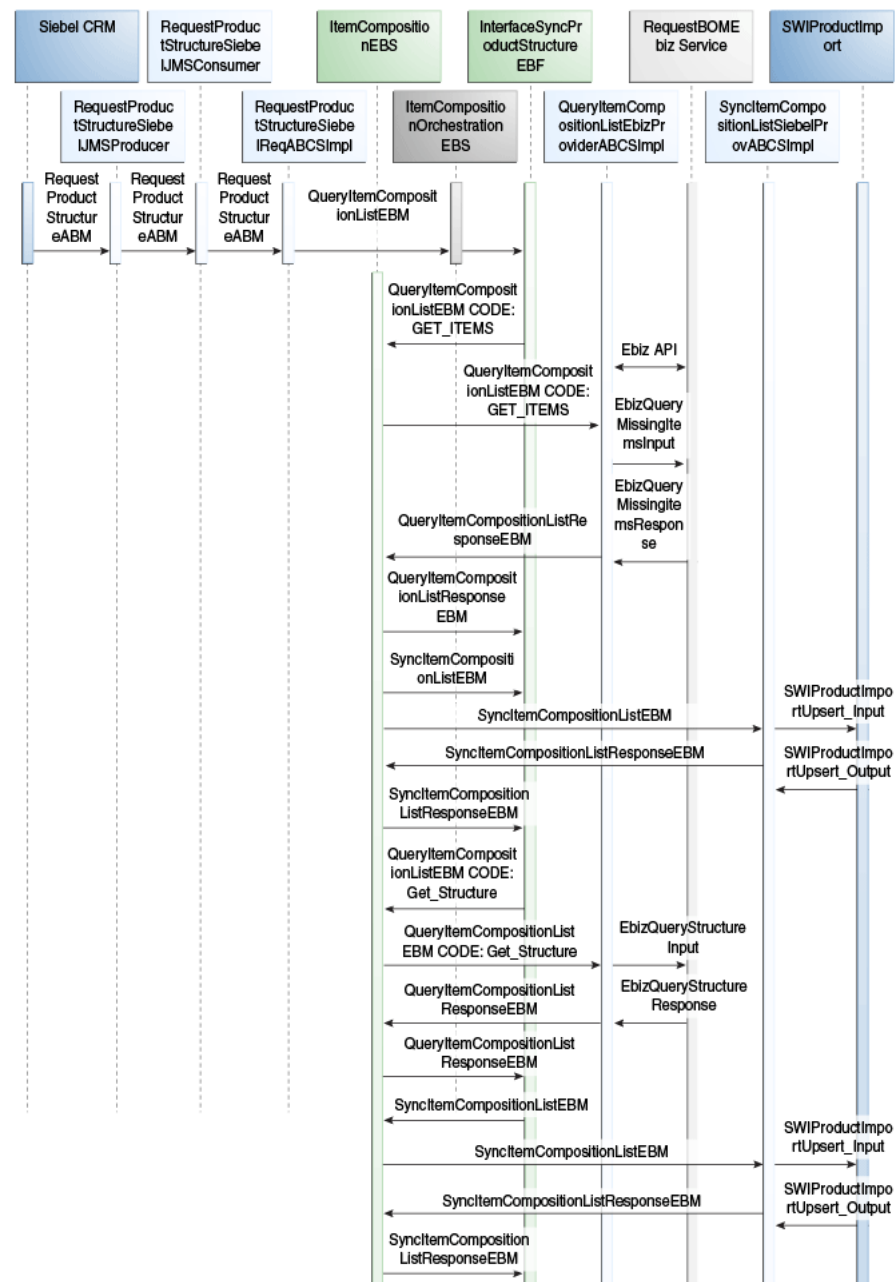 Siebel CRM
RequestProduc
tStructureSiebe
lJMSConsumer
ItemCompositio
nEBS
InterfaceSyncPr
oductStructure
EBF
RequestBOME
biz Service
SWIProductImp
ort
RequestProduc
tStructureSiebe
lJMSProducer
RequestProduc
tStructureSiebe
lReqABCSImpl
ItemCompositio
nOrchestration
EBS
QueryItemComp
ositionListEbizPr
oviderABCSImpl
SyncItemCompo
sitionListSiebelPr
ovABCSImpl
Request
Product
Structur
eABM
Request
Product
Structur
eABM
Request
Product
Structur
eABM
QueryItemComposit
ionListEBM
QueryItemComposit
ionListEBM CODE:
GET_ITEMS
Ebiz API
QueryItemComposit
ionListEBM CODE:
GET_ITEMS
EbizQuery
MissingIte
msInput
EbizQuery
MissingIte
msRespon
se
QueryItemCompositionListRe
sponseEBM
QueryItemComposit
ionListResponse
EBM
SyncItemCompositi
onListEBM
SyncItemCompositionListEBM
SWIProductImpo
rtUpsert_Input
SyncItemCompositionListResponseEBM
SWIProductImpo
rtUpsert_Output
SyncItemComposition
ListResponseEBM
QueryItemComposit
ionListEBM CODE:
Get_Structure
QueryItemCompositionList
EBM CODE: Get_Structure
EbizQueryStructure
Input
QueryItemCompositionList
ResponseEBM
EbizQueryStructure
Response
QueryItemCompositionList
ResponseEBM
SyncItemCompositionListEBM
SyncItemCompositionListEBM
SWIProductImpo
rtUpsert_Input
SyncItemCompositionListResponseEBM
SWIProductImpo
rtUpsert_Output
SyncItemComposition
ListResponseEBM